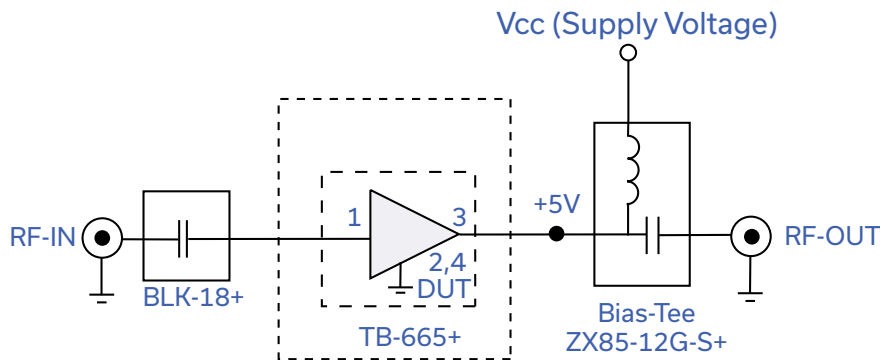 Vcc (Supply Voltage)
RF-IN
BLK-18+
1
3
2,4
DUT
TB-665+
+5V
RF-OUT
Bias-Tee
ZX85-12G-S+